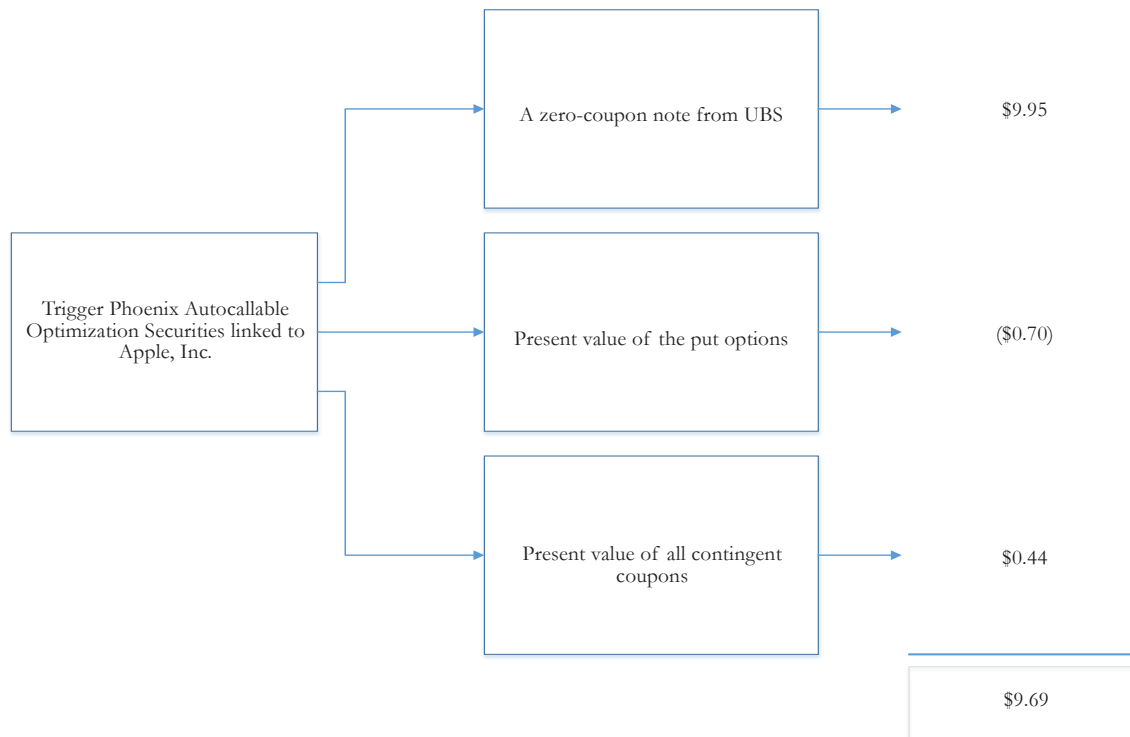 A zero-coupon note from UBS
$9.95
Trigger Phoenix Autocallable
Optimization Securities linked to
Apple, Inc.
Present value of the put options
($0.70)
Present value of all contingent
coupons
$0.44
$9.69